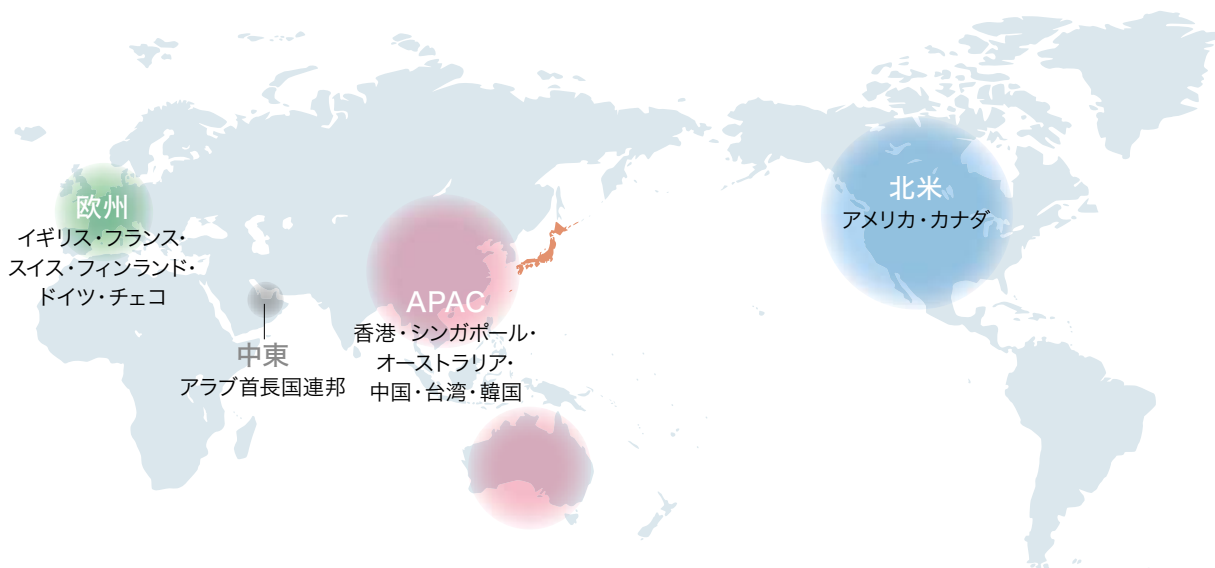 欧州
イギリス・フランス・
スイス・フィンランド・
ドイツ・チェコ
中東
アラブ首長国連邦
APAC
香港・シンガポール・
オーストラリア・
中国・台湾・韓国
北米
アメリカ・カナダ